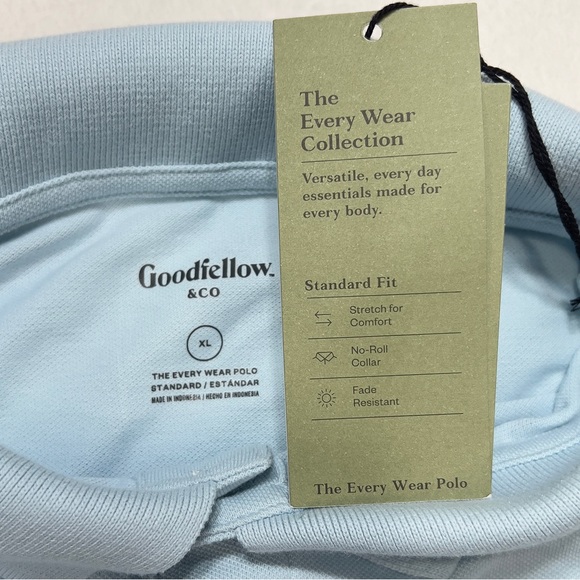 The
Every Wear
Collection
Versatile, every day
essentials made for
every body.
Standard Fit
Stretch for
Comfort
No-Roll
Collar
Fade
Resistant
The Every Wear Polo
Goodfellow™
& CO
XL
THE EVERY WEAR POLO
STANDARD / ESTÁNDAR
MADE IN INDONESIA | HECHO EN INDONESIA